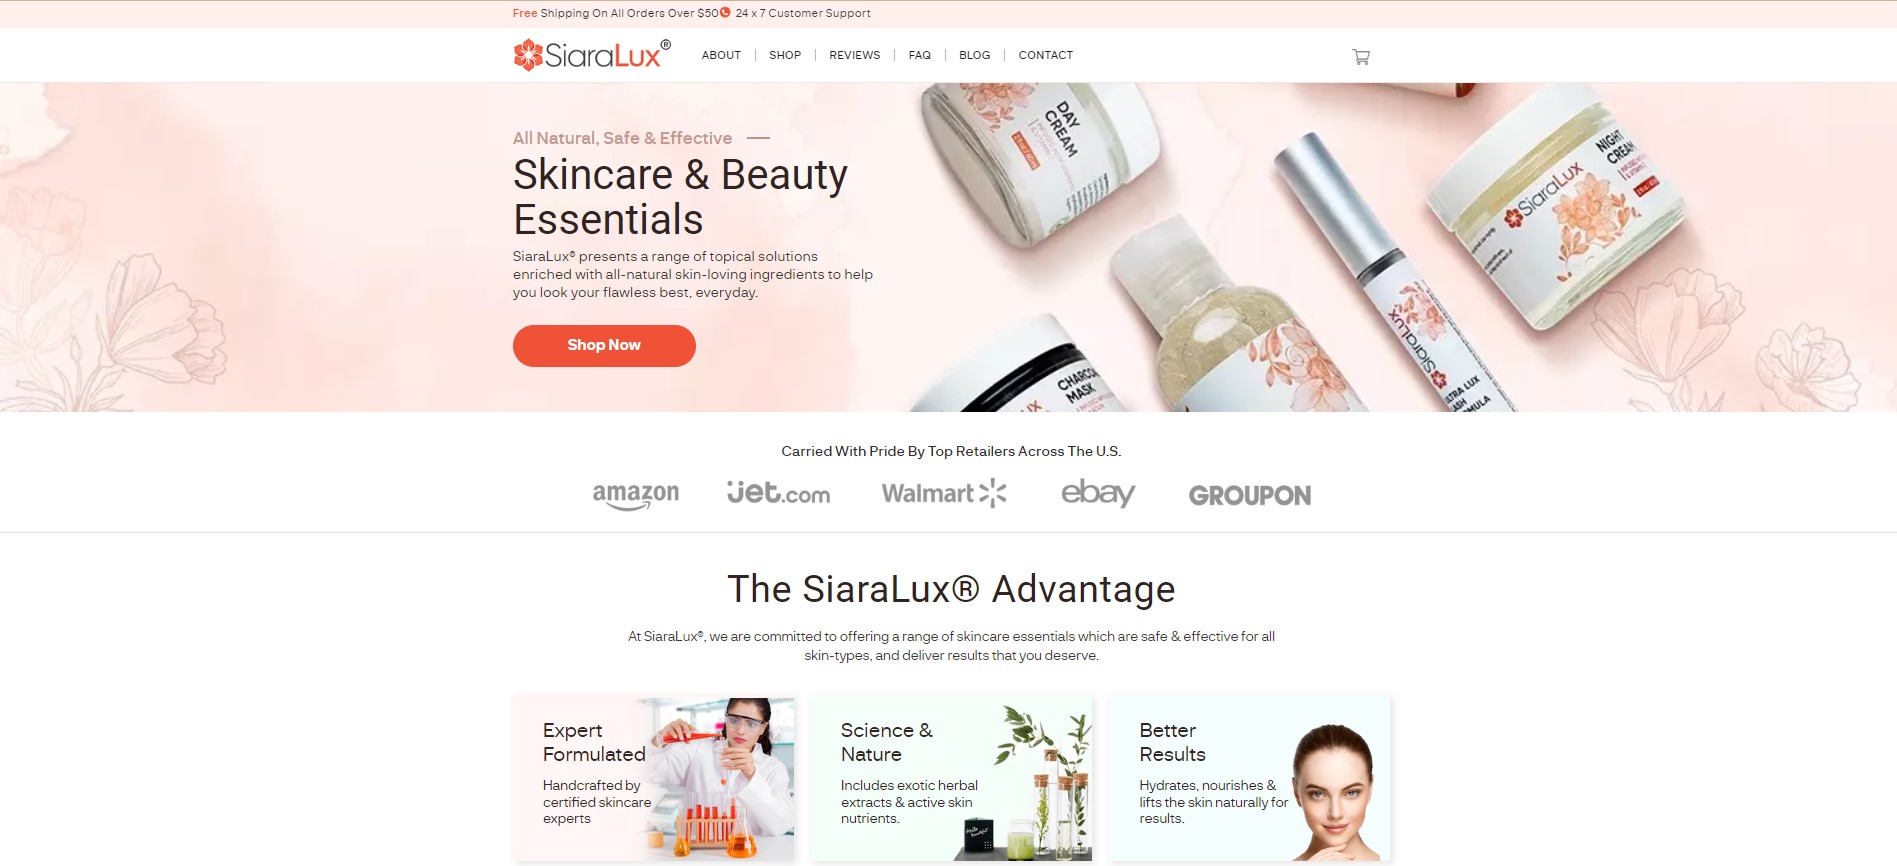 Free Shipping On All Orders Over $50 24 x 7 Customer Support
SiaraLux®
ABOUT SHOP REVIEWS FAQ BLOG CONTACT
All Natural, Safe & Effective
Skincare & Beauty
Essentials
SiaraLux® presents a range of topical solutions
enriched with all-natural skin-loving ingredients to help
you look your flawless best, everyday.
Shop Now
DAY
CREAM
NIGHT
CREAM
SiaraLux
CHARCOAL
MASK
SiaraLux
Carried With Pride By Top Retailers Across The U.S.
amazon jet.com Walmart ebay GROUPON
The SiaraLux® Advantage
At SiaraLux®, we are committed to offering a range of skincare essentials which are safe & effective for all
skin-types, and deliver results that you deserve.
Expert
Formulated
Handcrafted by
certified skincare
experts
Science &
Nature
Includes exotic herbal
extracts & active skin
nutrients.
Better
Results
Hydrates, nourishes &
lifts the skin naturally for
results.